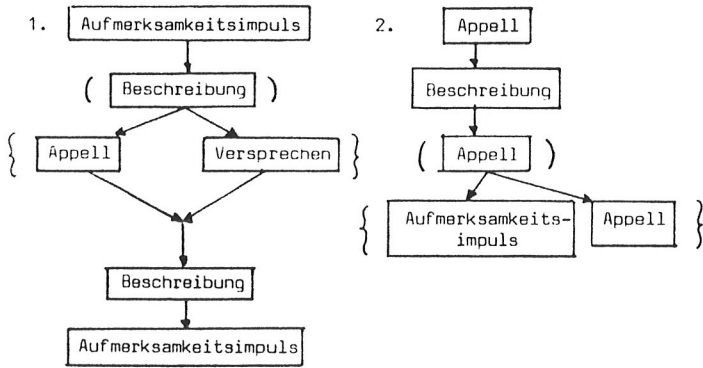 1.
Aufmerksamkeitsimpuls
( Beschreibung )
{ Appell Versprechen }
Beschreibung
Aufmerksamkeitsimpuls
2.
Appell
Beschreibung
( Appell )
{ Aufmerksamkeits-
impuls
Appell }